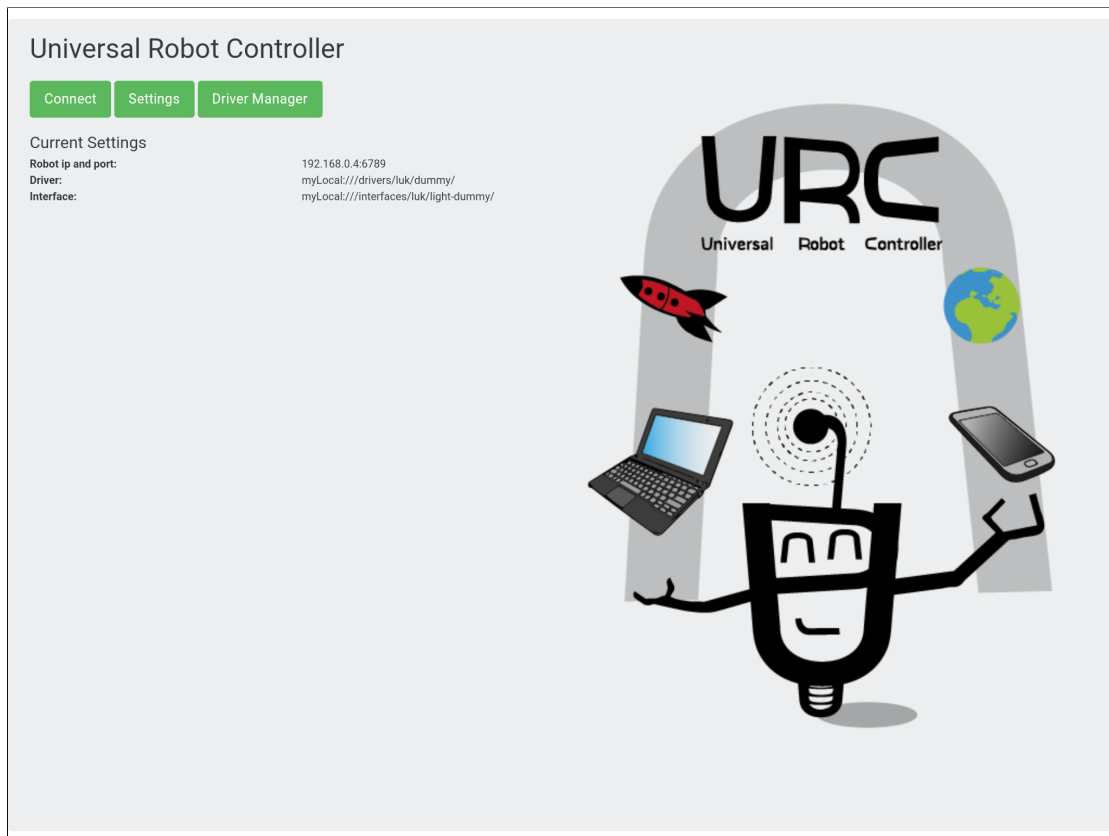 Universal Robot Controller
Connect Settings Driver Manager
Current Settings
Robot ip and port: 192.168.0.4:6789
Driver: myLocal:///drivers/luk/dummy/
Interface: myLocal:///interfaces/luk/light-dummy/
URC
Universal Robot Controller